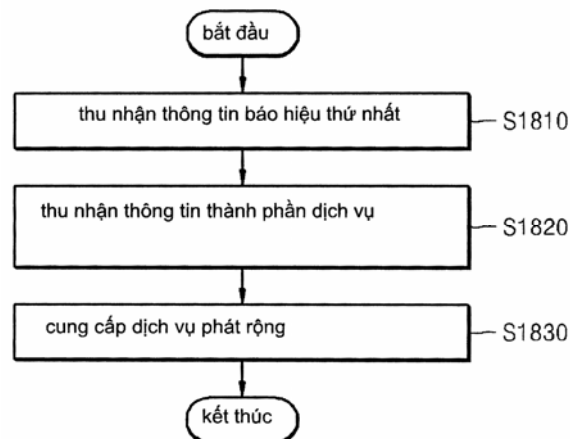 bắt đầu
thu nhận thông tin báo hiệu thứ nhất
S1810
thu nhận thông tin thành phần dịch vụ
S1820
cung cấp dịch vụ phát rộng
S1830
kết thúc